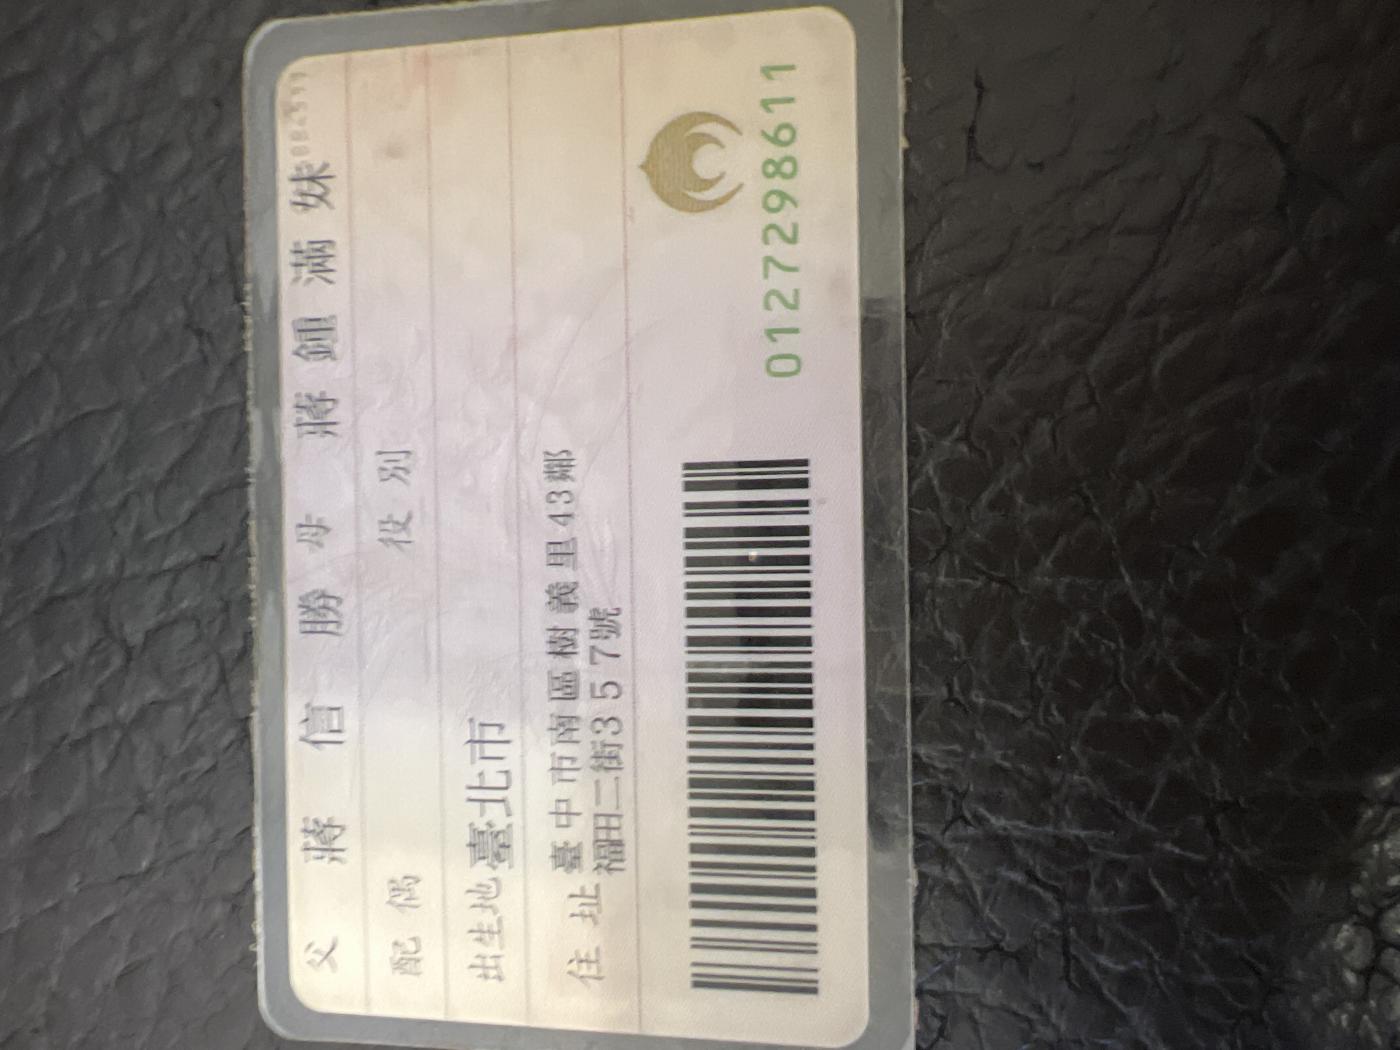 父 蔣 信 勝 母 蔣 鍾 滿 妹
配 偶 役 別
出生地 臺北市
住 址 臺中市南區樹義里43鄰
福田二街357號
0127298611